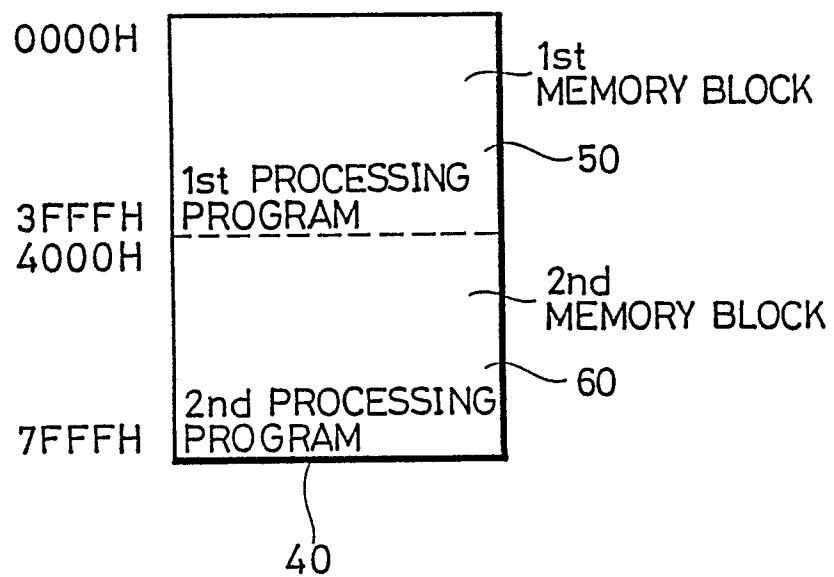 0000H
1st
MEMORY BLOCK
50
1st PROCESSING
PROGRAM
3FFFH
4000H
2nd
MEMORY BLOCK
60
2nd PROCESSING
PROGRAM
7FFFH
40